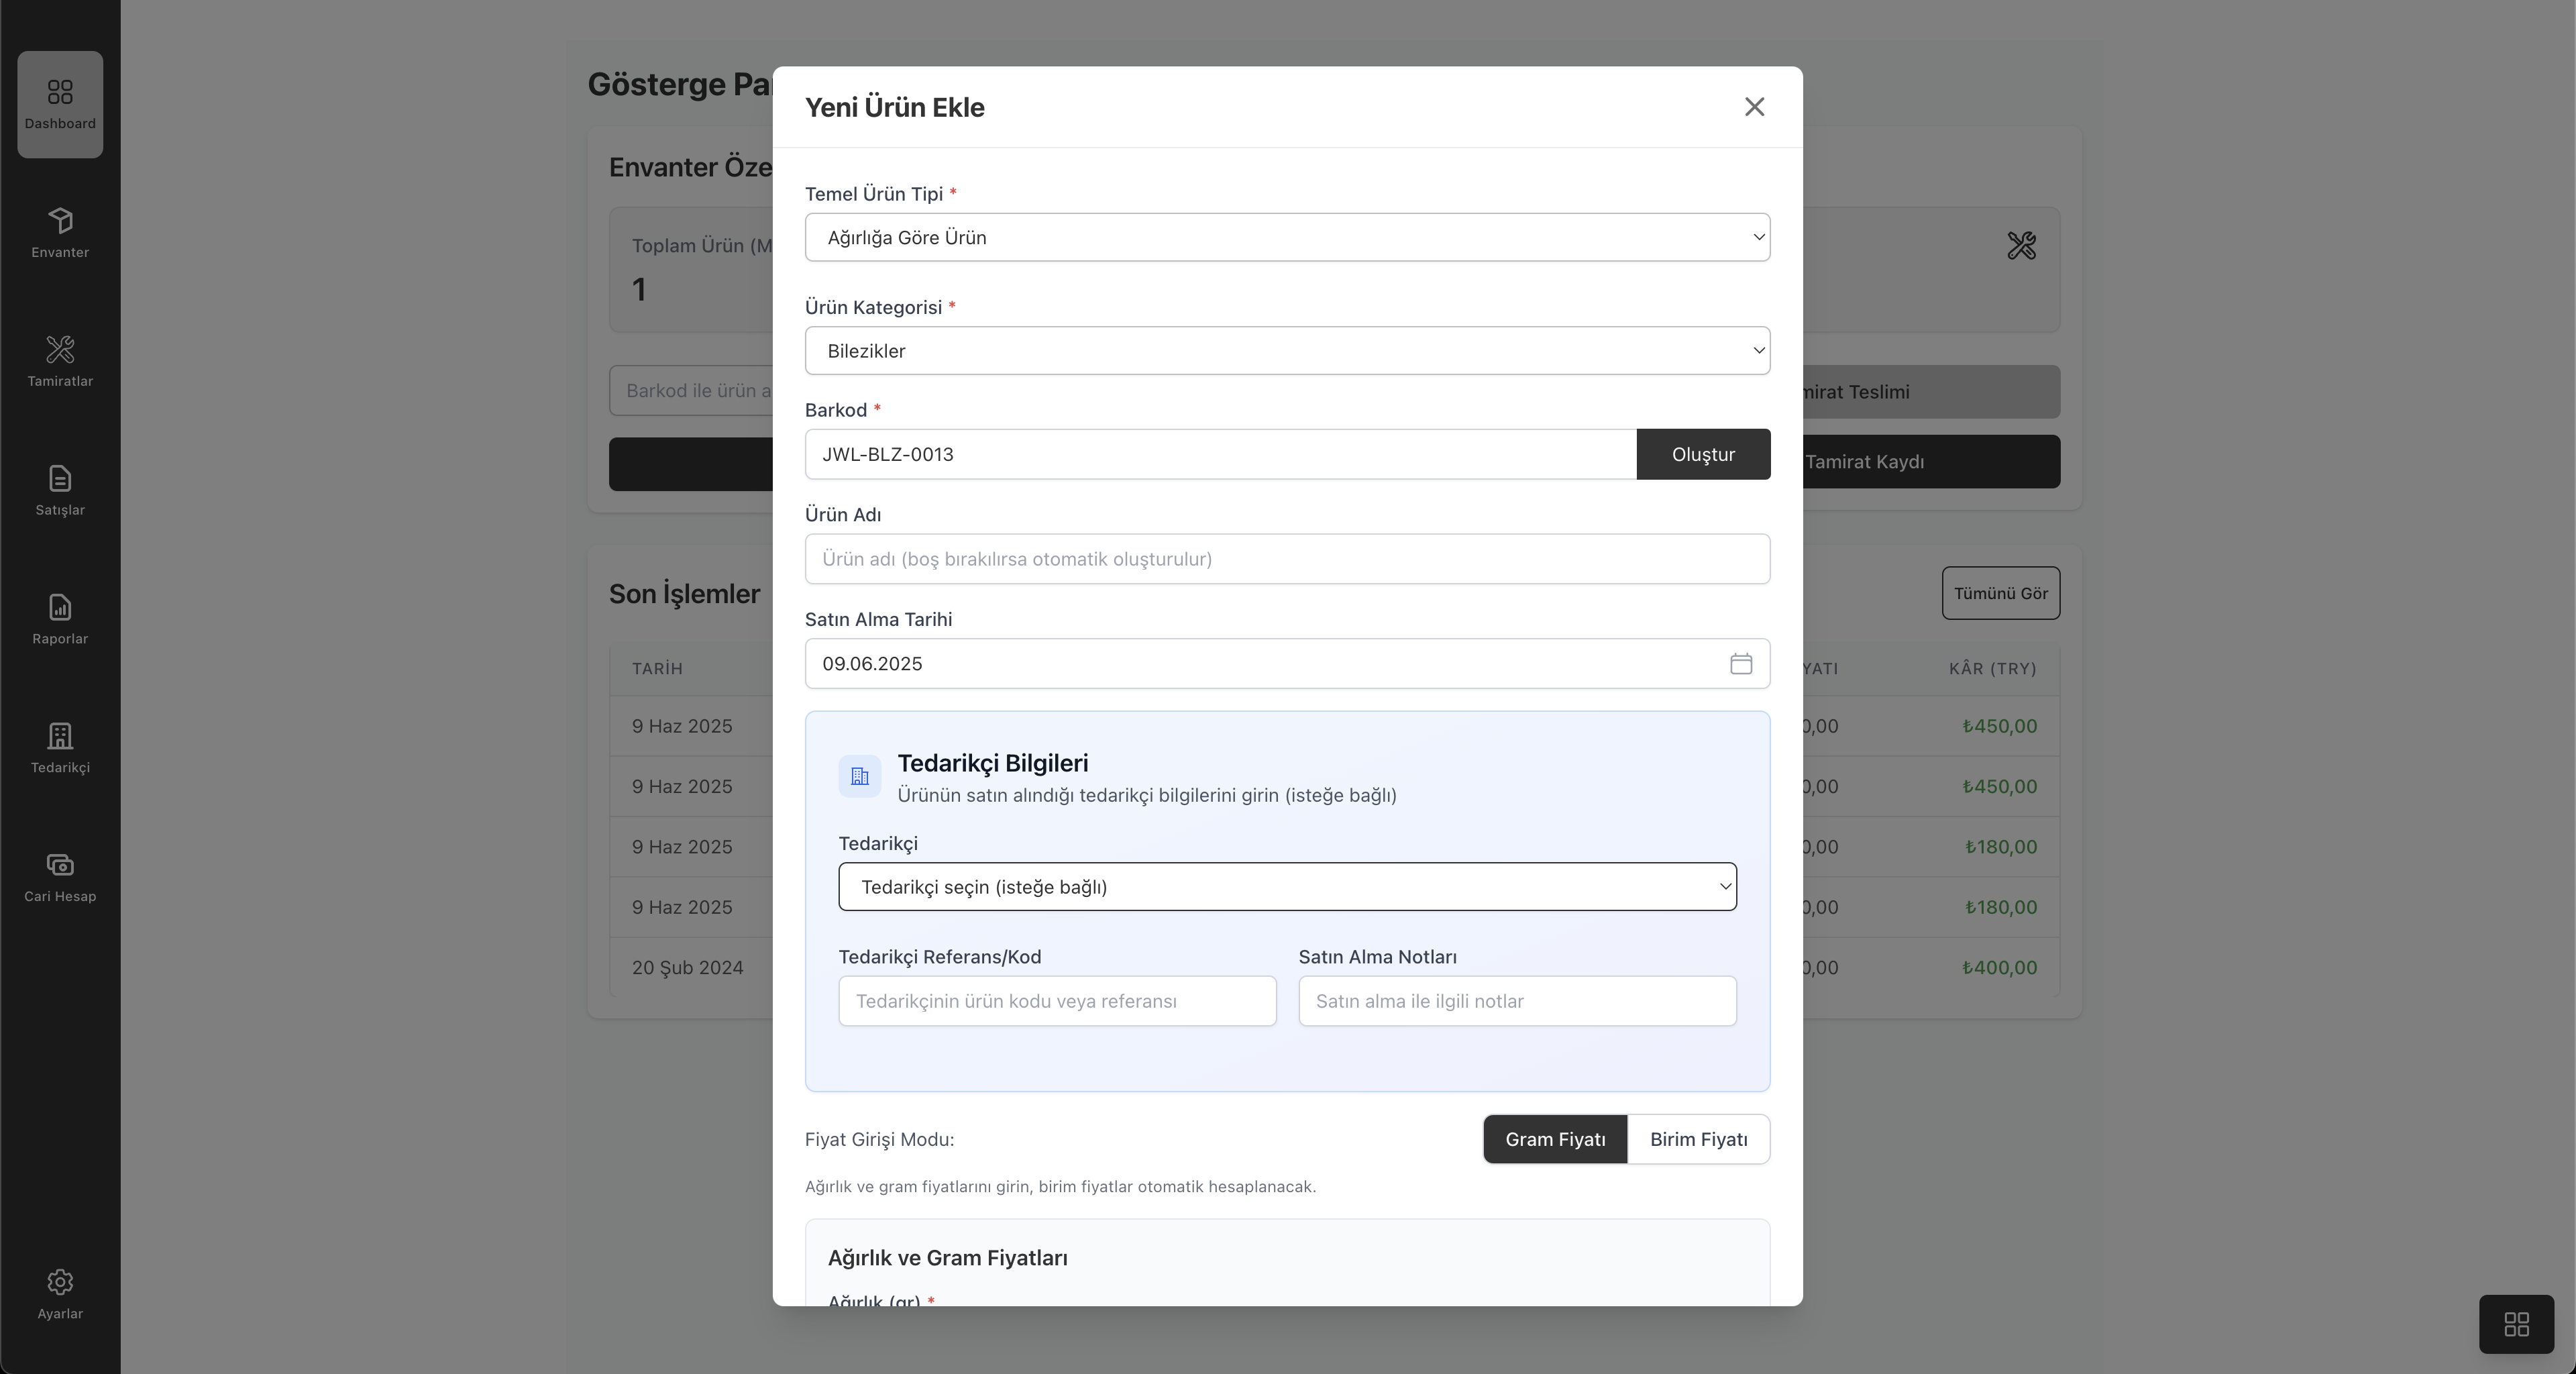 Dashboard
Envanter
Tamiratlar
Satışlar
Raporlar
Tedarikçi
Cari Hesap
Ayarlar
Gösterge Pa
Envanter Öze
Toplam Ürün (M
1
Barkod ile ürün a
mirat Teslimi
Tamirat Kaydı
Son İşlemler
Tümünü Gör
TARİH
YATI
KÂR (TRY)
9 Haz 2025
0,00
₺450,00
9 Haz 2025
0,00
₺450,00
9 Haz 2025
0,00
₺180,00
9 Haz 2025
0,00
₺180,00
20 Şub 2024
0,00
₺400,00
Yeni Ürün Ekle
Temel Ürün Tipi *
Ağırlığa Göre Ürün
Ürün Kategorisi *
Bilezikler
Barkod *
JWL-BLZ-0013
Oluştur
Ürün Adı
Ürün adı (boş bırakılırsa otomatik oluşturulur)
Satın Alma Tarihi
09.06.2025
Tedarikçi Bilgileri
Ürünün satın alındığı tedarikçi bilgilerini girin (isteğe bağlı)
Tedarikçi
Tedarikçi seçin (isteğe bağlı)
Tedarikçi Referans/Kod
Satın Alma Notları
Tedarikçinin ürün kodu veya referansı
Satın alma ile ilgili notlar
Fiyat Girişi Modu:
Gram Fiyatı
Birim Fiyatı
Ağırlık ve gram fiyatlarını girin, birim fiyatlar otomatik hesaplanacak.
Ağırlık ve Gram Fiyatları
Ağırlık (gr) *